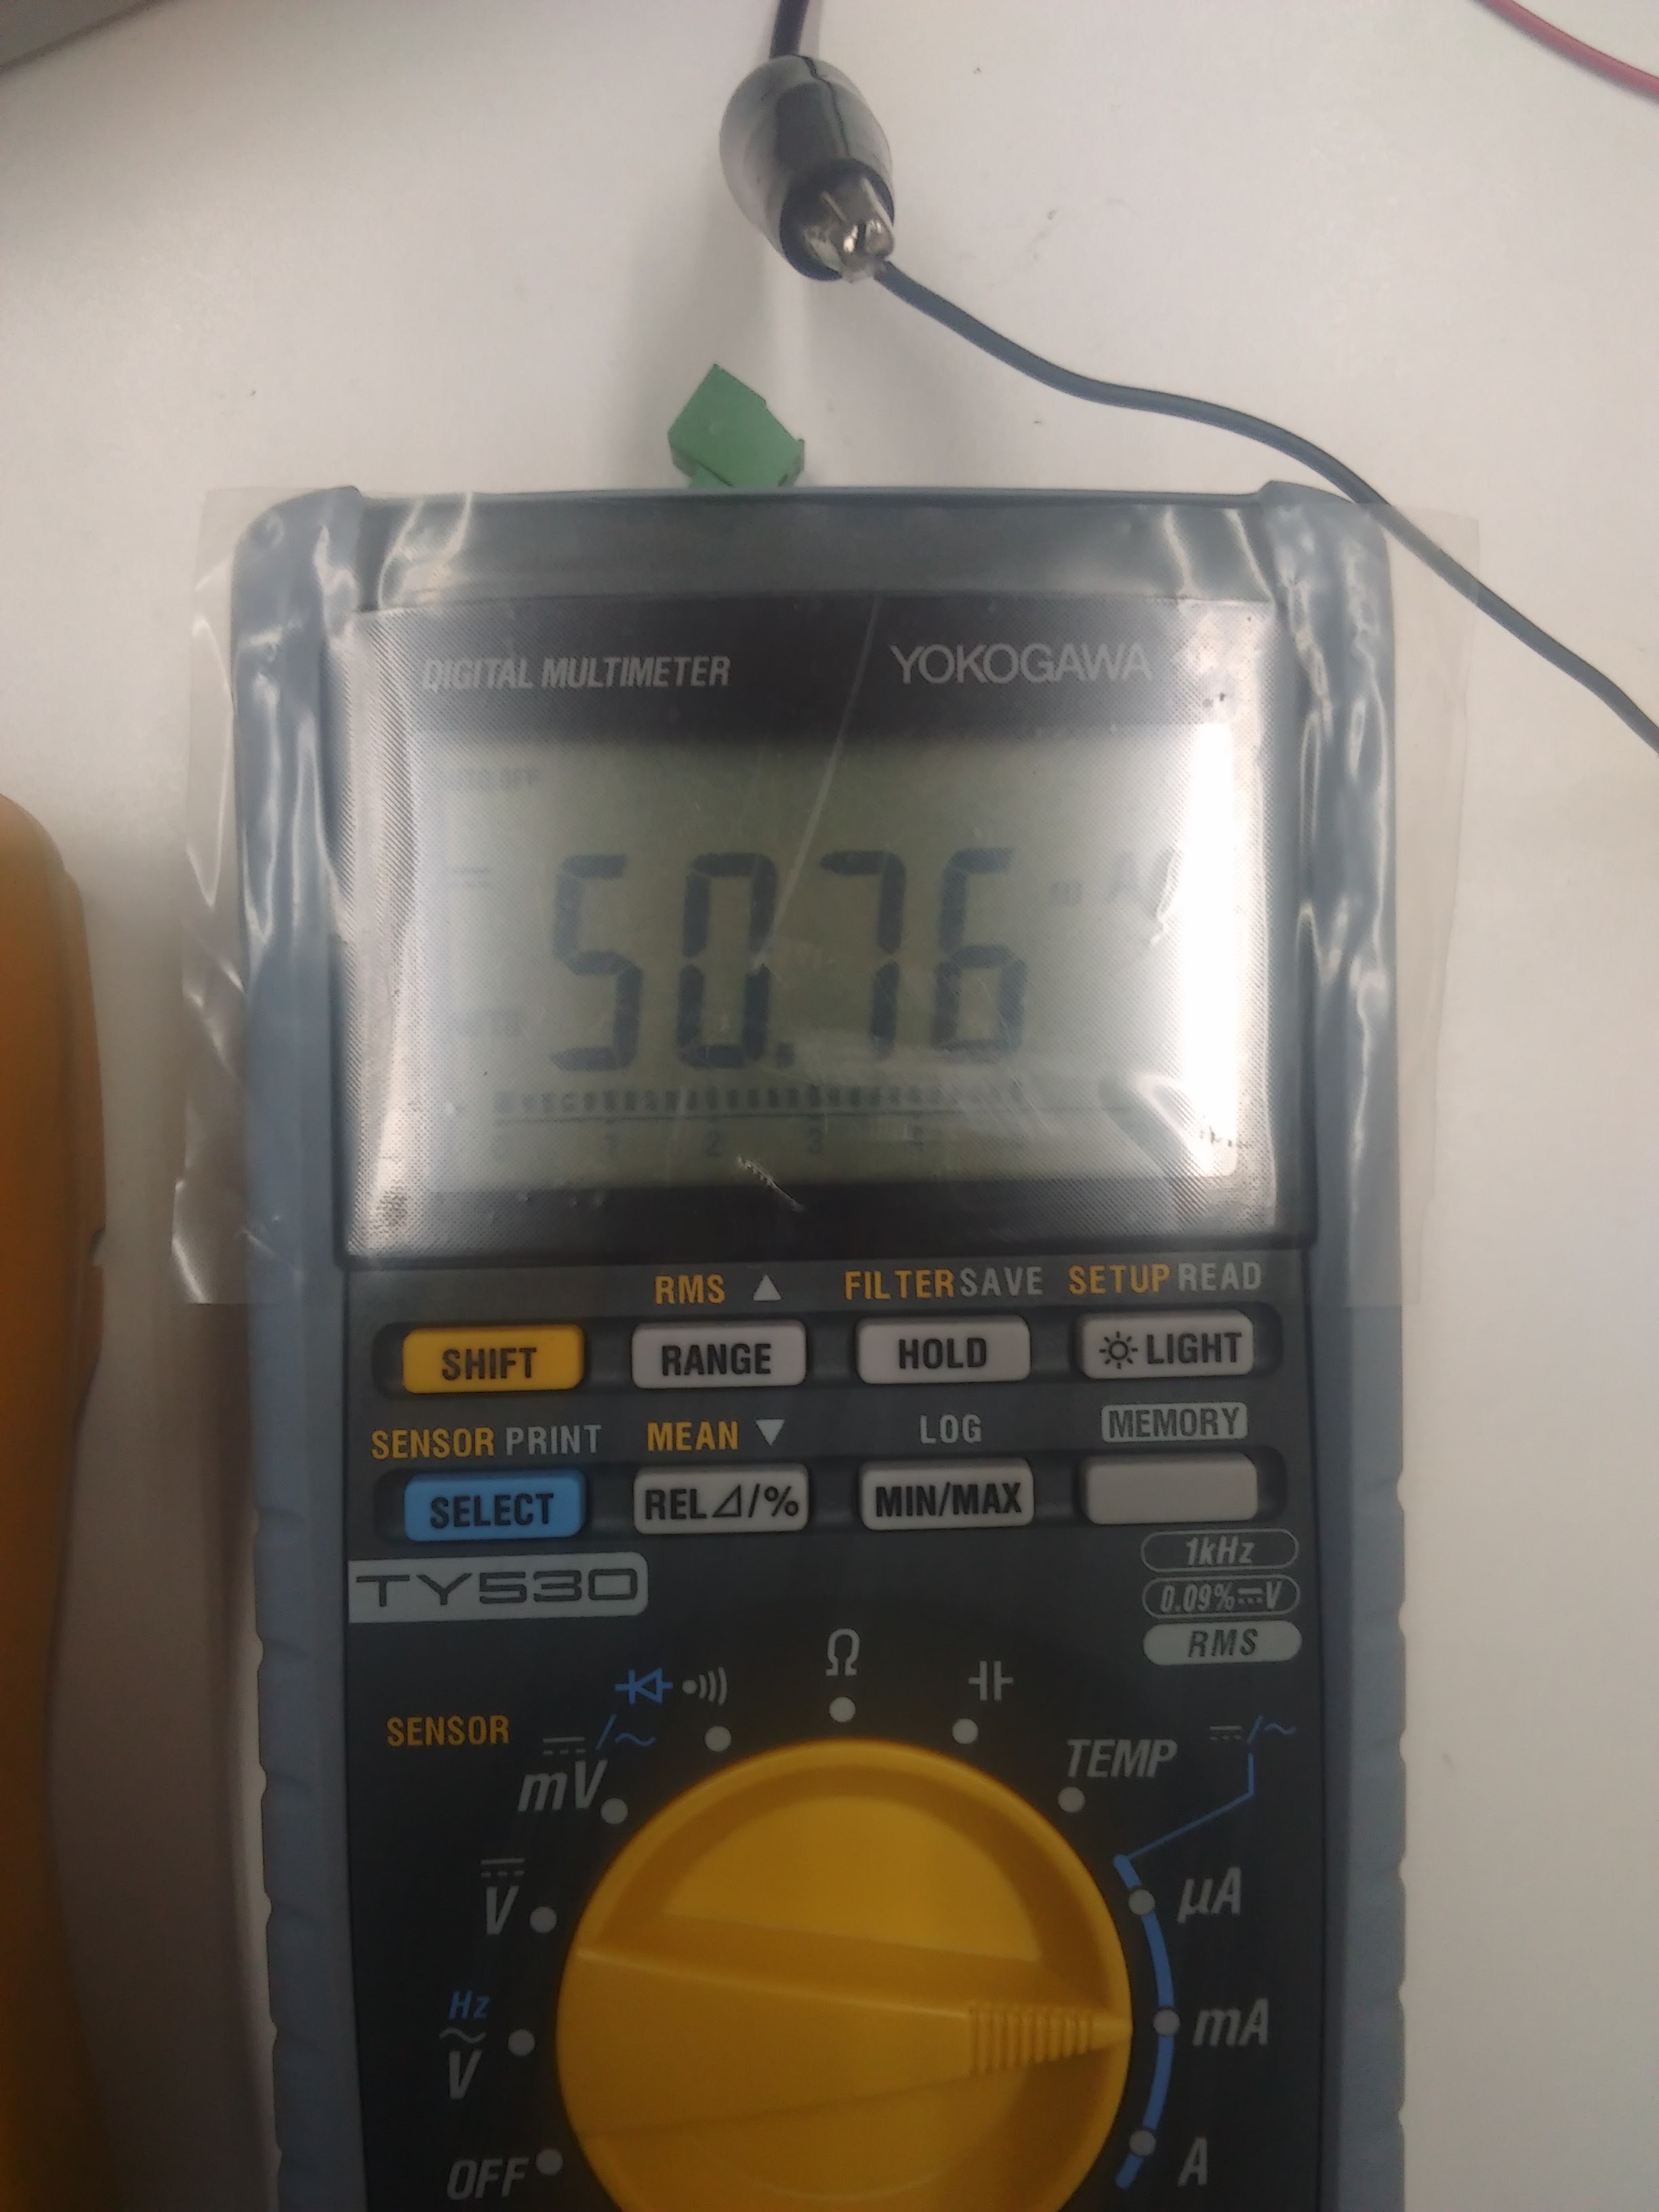 DIGITAL MULTIMETER YOKOGAWA
50.76 mA
1 2 3 4
RMS ▲ FILTER SAVE SETUP READ
SHIFT RANGE HOLD LIGHT
SENSOR PRINT MEAN ▼ LOG MEMORY
SELECT REL⊿/% MIN/MAX
TY530
1kHz
0.09% ⎓V
RMS
Ω
SENSOR
mV
TEMP
V
μA
Hz
V
mA
OFF
A